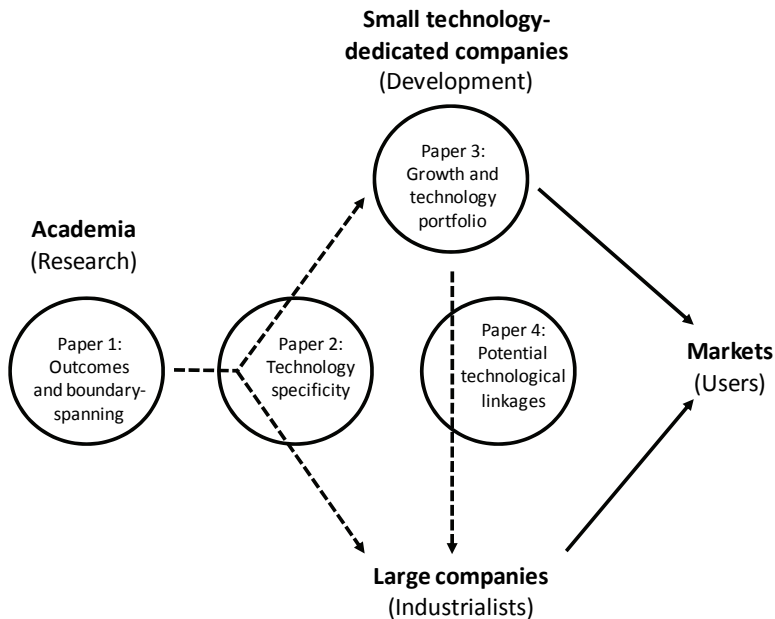 Small technology-
dedicated companies
(Development)
Paper 3:
Growth and
technology
portfolio
Academia
(Research)
Paper 1:
Outcomes
and boundary-
spanning
Paper 2:
Technology
specificity
Paper 4:
Potential
technological
linkages
Markets
(Users)
Large companies
(Industrialists)